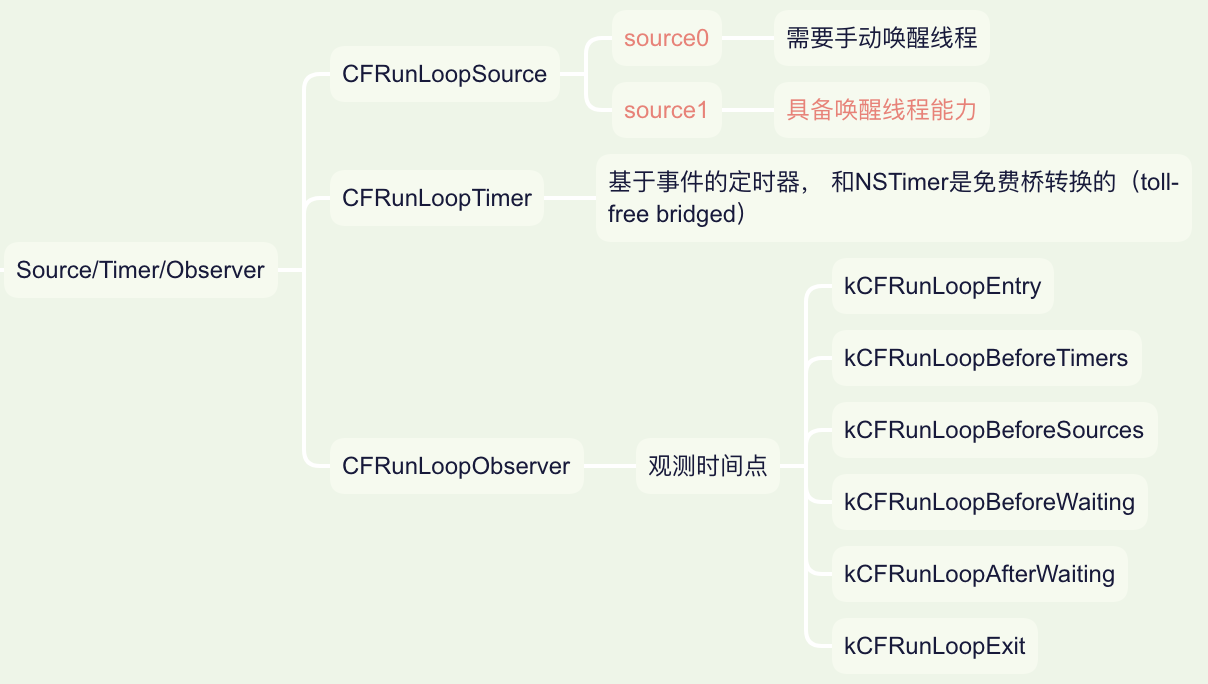 Source/Timer/Observer
CFRunLoopSource
source0
需要手动唤醒线程
source1
具备唤醒线程能力
CFRunLoopTimer
基于事件的定时器， 和NSTimer是免费桥转换的（toll-
free bridged）
CFRunLoopObserver
观测时间点
kCFRunLoopEntry
kCFRunLoopBeforeTimers
kCFRunLoopBeforeSources
kCFRunLoopBeforeWaiting
kCFRunLoopAfterWaiting
kCFRunLoopExit